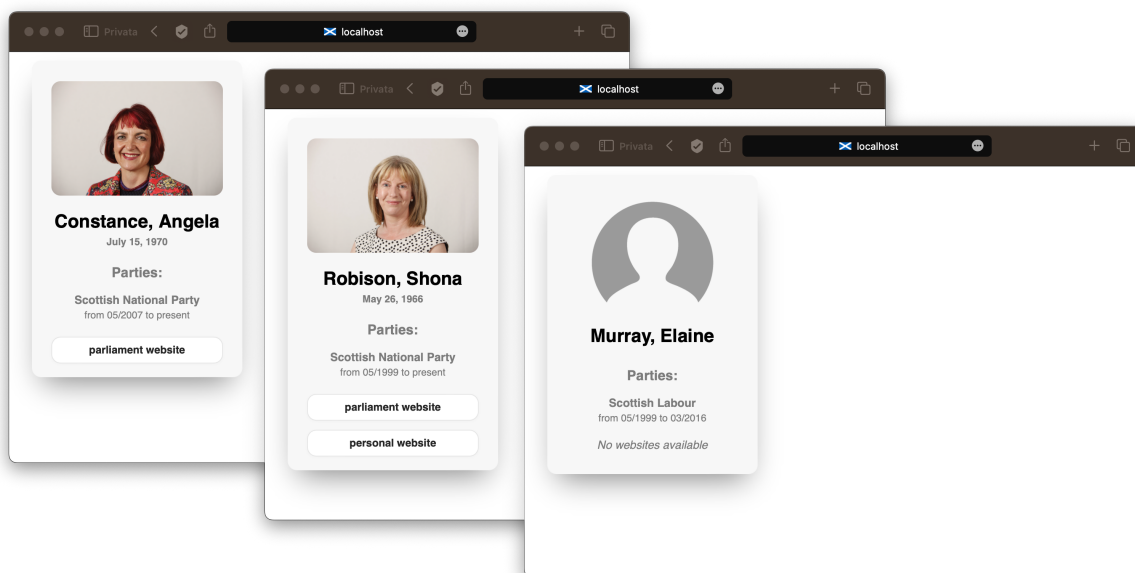 Privata
localhost
Constance, Angela
July 15, 1970
Parties:
Scottish National Party
from 05/2007 to present
parliament website
Privata
localhost
Robison, Shona
May 26, 1966
Parties:
Scottish National Party
from 05/1999 to present
parliament website
personal website
Privata
localhost
Murray, Elaine
Parties:
Scottish Labour
from 05/1999 to 03/2016
No websites available